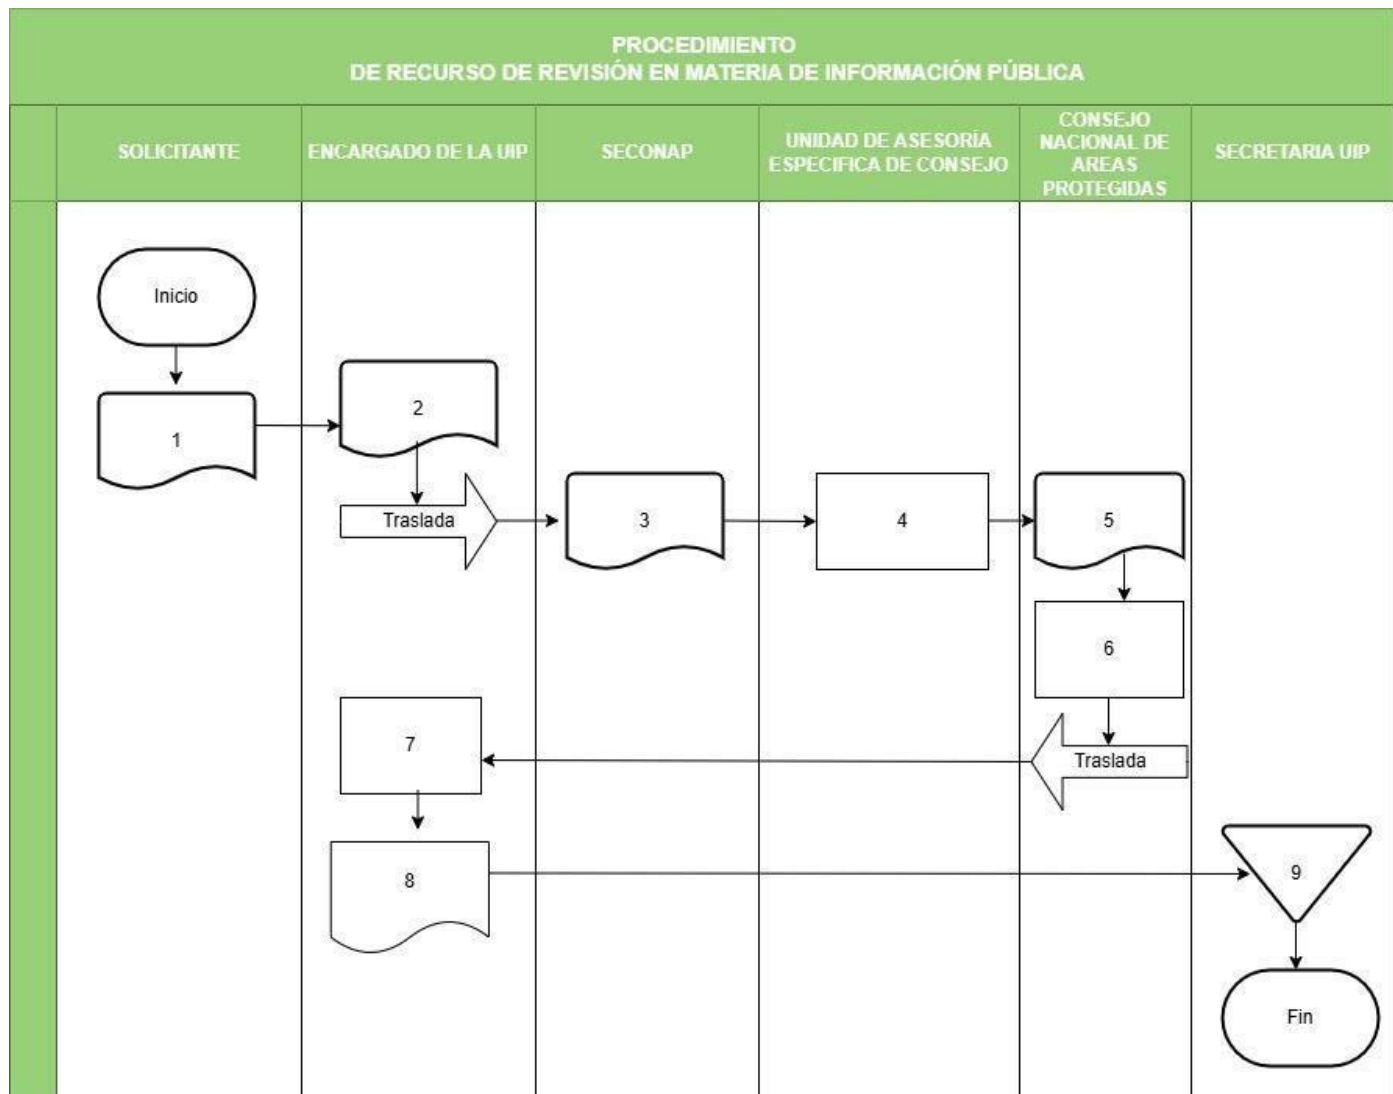 PROCEDIMIENTO
DE RECURSO DE REVISIÓN EN MATERIA DE INFORMACIÓN PÚBLICA
SOLICITANTE
ENCARGADO DE LA UIP
SECONAP
UNIDAD DE ASESORÍA
ESPECIFICA DE CONSEJO
CONSEJO
NACIONAL DE
AREAS
PROTEGIDAS
SECRETARIA UIP
Inicio
1
2
Traslada
3
4
5
6
Traslada
7
8
9
Fin